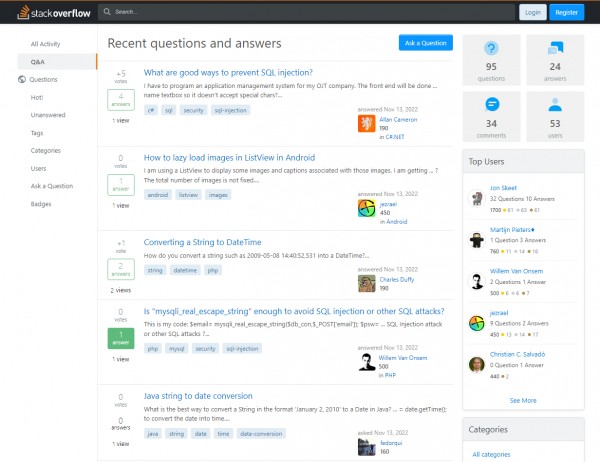 stackoverflow
Search...
Login
Register
All Activity
Q&A
Questions
Hot!
Unanswered
Tags
Categories
Users
Ask a Question
Badges
Recent questions and answers
Ask a Question
+5
votes
4
answers
1 view
What are good ways to prevent SQL injection?
I have to program an application management system for my OJT company. The front end will be done ...
name textbox so it doesn't accept special chars?...
c# sql security sql-injection
answered Nov 13, 2022
Allan Cameron
190
in C#.NET
0
votes
1
answer
1 view
How to lazy load images in ListView in Android
I am using a ListView to display some images and captions associated with those images. I am getting ... ?
The total number of images is not fixed....
android listview images
answered Nov 13, 2022
jezrael
450
in Android
+1
vote
2
answers
2 views
Converting a String to DateTime
How do you convert a string such as 2009-05-08 14:40:52,531 into a DateTime?...
string datetime php
answered Nov 13, 2022
Charles Duffy
190
0
votes
1
answer
1 view
Is "mysqli_real_escape_string" enough to avoid SQL injection or other SQL attacks?
This is my code: $email= mysqli_real_escape_string($db_con,$_POST['email']); $psw= ... SQL Injection attack
or other SQL attacks ?...
php mysql security sql-injection
answered Nov 13, 2022
Willem Van Onsem
500
in PHP
0
votes
0
answers
1 view
Java string to date conversion
What is the best way to convert a String in the format 'January 2, 2010' to a Date in Java? ... = date.getTime();
to convert the date into time....
java string date time data-conversion
asked Nov 13, 2022
fedorqui
160
95
questions
24
answers
34
comments
53
users
Top Users
Jon Skeet
32 Questions 10 Answers
1700 61 63 61
Martijn Pieters♦
1 Question 3 Answers
760 11 14 16
Willem Van Onsem
2 Questions 1 Answer
500 6 6 7
jezrael
9 Questions 2 Answers
450 13 14 17
Christian C. Salvadó
0 Question 1 Answer
440 2
See More
Categories
All categories